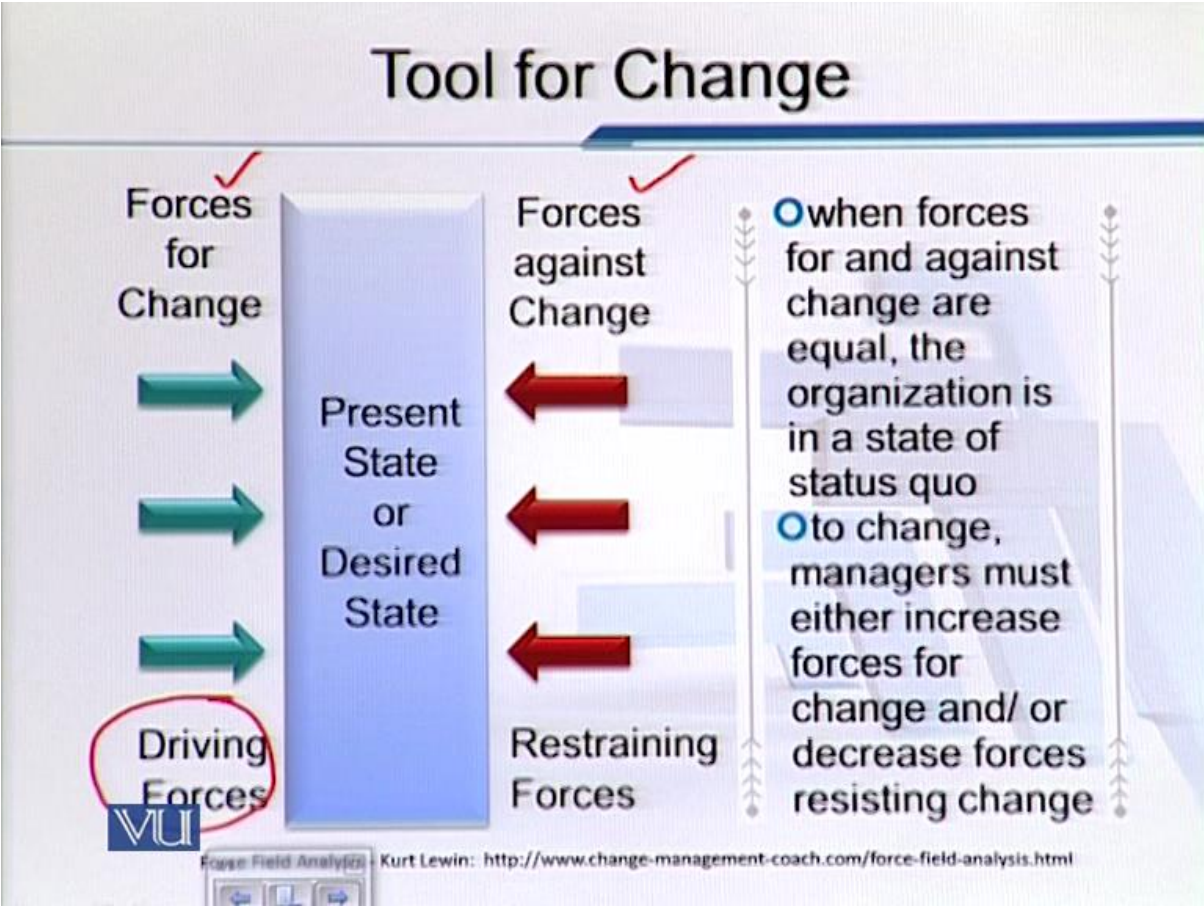 Tool for Change
Forces
for
Change
Present
State
or
Desired
State
Forces
against
Change
Driving
Forces
Restraining
Forces
when forces
for and against
change are
equal, the
organization is
in a state of
status quo
to change,
managers must
either increase
forces for
change and/ or
decrease forces
resisting change
VU
Force Field Analysis - Kurt Lewin: http://www.change-management-coach.com/force-field-analysis.html